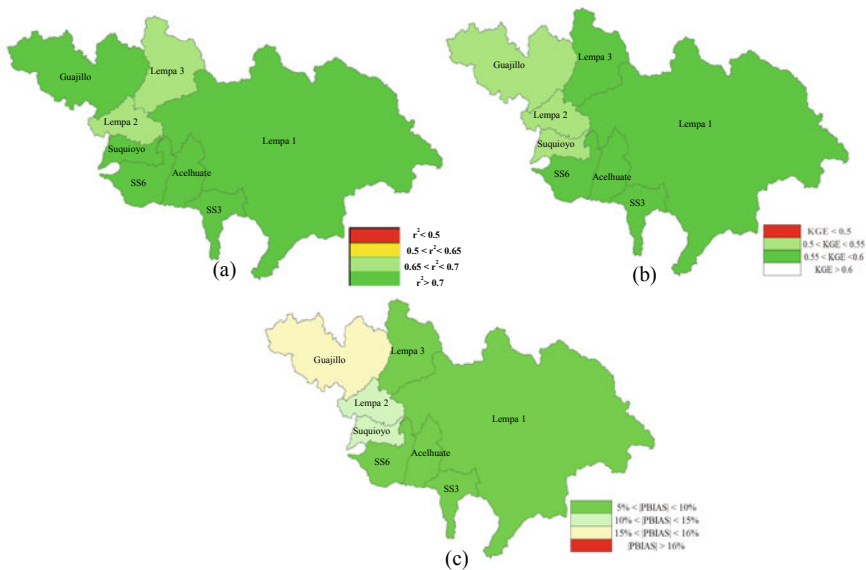 Guajillo
Lempa 3
Lempa 2
Lempa 1
Suquioyo
SS6
Acelhuate
SS3
r² < 0.5
0.5 < r² < 0.65
0.65 < r² < 0.7
r² > 0.7
(a)
Guajillo
Lempa 3
Lempa 2
Lempa 1
Suquioyo
SS6
Acelhuate
SS3
KGE < 0.5
0.5 < KGE < 0.55
0.55 < KGE <0.6
KGE > 0.6
(b)
Guajillo
Lempa 3
Lempa 2
Lempa 1
Suquioyo
Acelhuate
SS6
SS3
5% < |PBIAS| < 10%
10% < |PBIAS| < 15%
15% < |PBIAS| < 16%
|PBIAS| > 16%
(c)